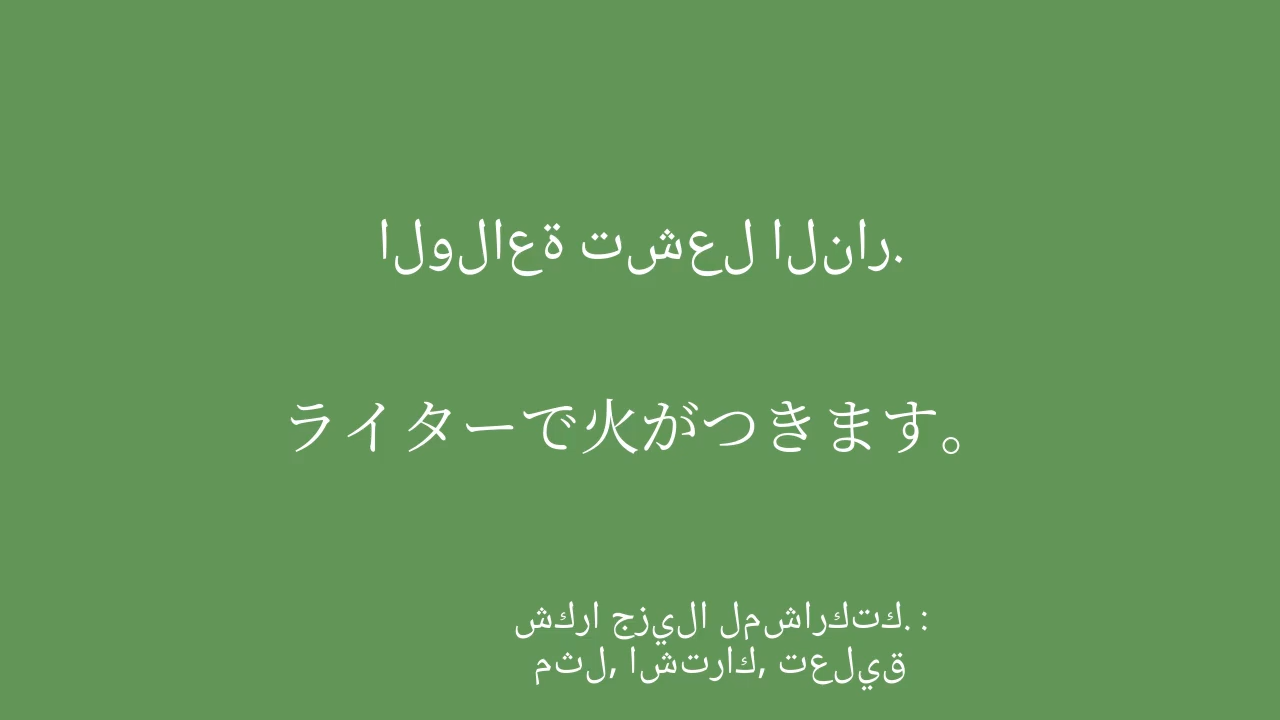 الولاعة تشعل النار.
ライターで火がつきます。
شكرا جزيلا لمشاركتك. :
مثل, اشتراك, تعليق